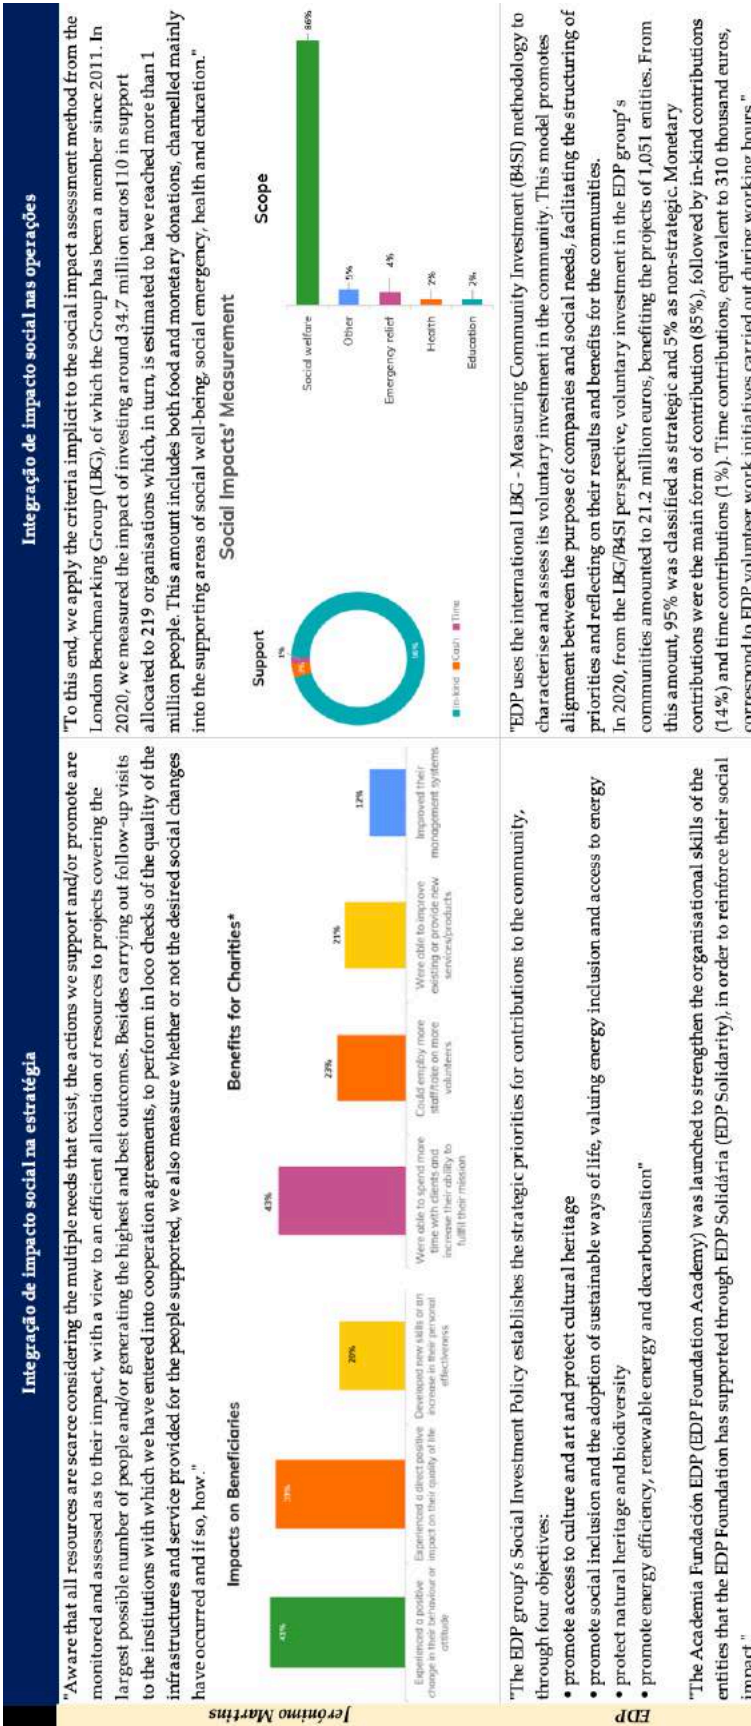 Integração de impacto social na estratégia
Integração de impacto social nas operações
Jerónimo Martins
"Aware that all resources are scarce considering the multiple needs that exist, the actions we support and/or promote are
monitored and assessed as to their impact, with a view to an efficient allocation of resources to projects covering the
largest possible number of people and/or generating the highest and best outcomes. Besides carrying out follow-up visits
to the institutions with which we have entered into cooperation agreements, to perform in loco checks of the quality of the
infrastructures and service provided for the people supported, we also measure whether or not the desired social changes
have occurred and if so, how."
Impacts on Beneficiaries
41%
39%
20%
Experienced a positive
change in their behaviour or
attitude
Experienced a direct positive
impact on their quality of life
Developed new skills or an
increase in their personal
effectiveness
Benefits for Charities*
43%
23%
21%
12%
Were able to spend more
time with clients and
increase their ability to
fulfil their mission
Could employ more
staff/take on more
volunteers
Were able to improve
existing or provide new
services/products
Improved their
management systems
"To this end, we apply the criteria implicit to the social impact assessment method from the
London Benchmarking Group (LBG), of which the Group has been a member since 2011. In
2020, we measured the impact of investing around 34.7 million euros110 in support
allocated to 219 organisations which, in turn, is estimated to have reached more than 1
million people. This amount includes both food and monetary donations, channelled mainly
into the supporting areas of social well-being, social emergency, health and education."
Social Impacts' Measurement
Support
1%
96%
In-kind Cash Time
Scope
Social welfare 86%
Other 5%
Emergency relief 4%
Health 2%
Education 2%
EDP
"The EDP group's Social Investment Policy establishes the strategic priorities for contributions to the community,
through four objectives:
• promote access to culture and art and protect cultural heritage
• promote social inclusion and the adoption of sustainable ways of life, valuing energy inclusion and access to energy
• protect natural heritage and biodiversity
• promote energy efficiency, renewable energy and decarbonisation"
"The Academia Fundación EDP (EDP Foundation Academy) was launched to strengthen the organisational skills of the
entities that the EDP Foundation has supported through EDP Solidária (EDP Solidarity), in order to reinforce their social
impact."
"EDP uses the international LBG - Measuring Community Investment (B4SI) methodology to
characterise and assess its voluntary investment in the community. This model promotes
alignment between the purpose of companies and social needs, facilitating the structuring of
priorities and reflecting on their results and benefits for the communities.
In 2020, from the LBG/B4SI perspective, voluntary investment in the EDP group's
communities amounted to 21.2 million euros, benefiting the projects of 1,051 entities. From
this amount, 95% was classified as strategic and 5% as non-strategic. Monetary
contributions were the main form of contribution (85%), followed by in-kind contributions
(14%) and time contributions (1%). Time contributions, equivalent to 310 thousand euros,
correspond to EDP volunteer work initiatives carried out during working hours."